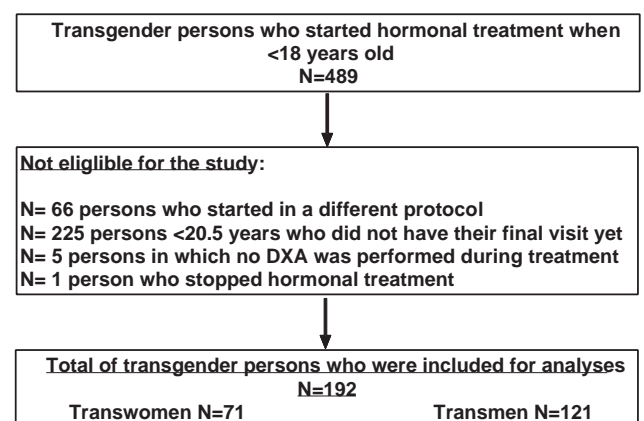 Transgender persons who started hormonal treatment when
<18 years old
N=489
Not eliglible for the study:
N= 66 persons who started in a different protocol
N= 225 persons <20.5 years who did not have their final visit yet
N= 5 persons in which no DXA was performed during treatment
N= 1 person who stopped hormonal treatment
Total of transgender persons who were included for analyses
N=192
Transwomen N=71 Transmen N=121